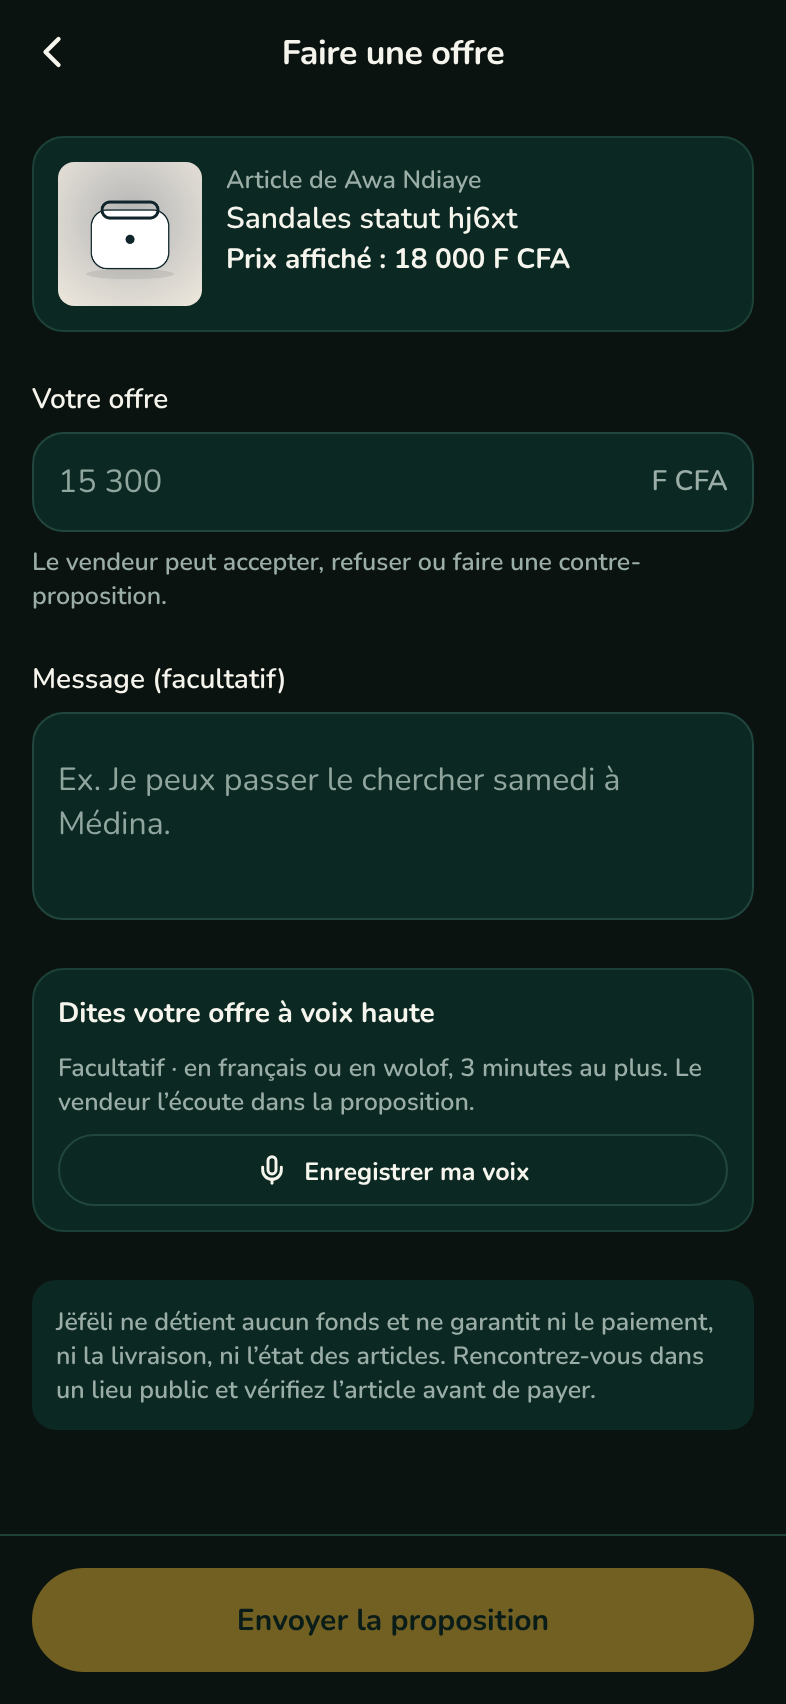 Faire une offre
Article de Awa Ndiaye
Sandales statut hj6xt
Prix affiché : 18 000 F CFA
Votre offre
15 300 F CFA
Le vendeur peut accepter, refuser ou faire une contre-
proposition.
Message (facultatif)
Ex. Je peux passer le chercher samedi à
Médina.
Dites votre offre à voix haute
Facultatif · en français ou en wolof, 3 minutes au plus. Le
vendeur l’écoute dans la proposition.
Enregistrer ma voix
Jëfëli ne détient aucun fonds et ne garantit ni le paiement,
ni la livraison, ni l’état des articles. Rencontrez-vous dans
un lieu public et vérifiez l’article avant de payer.
Envoyer la proposition